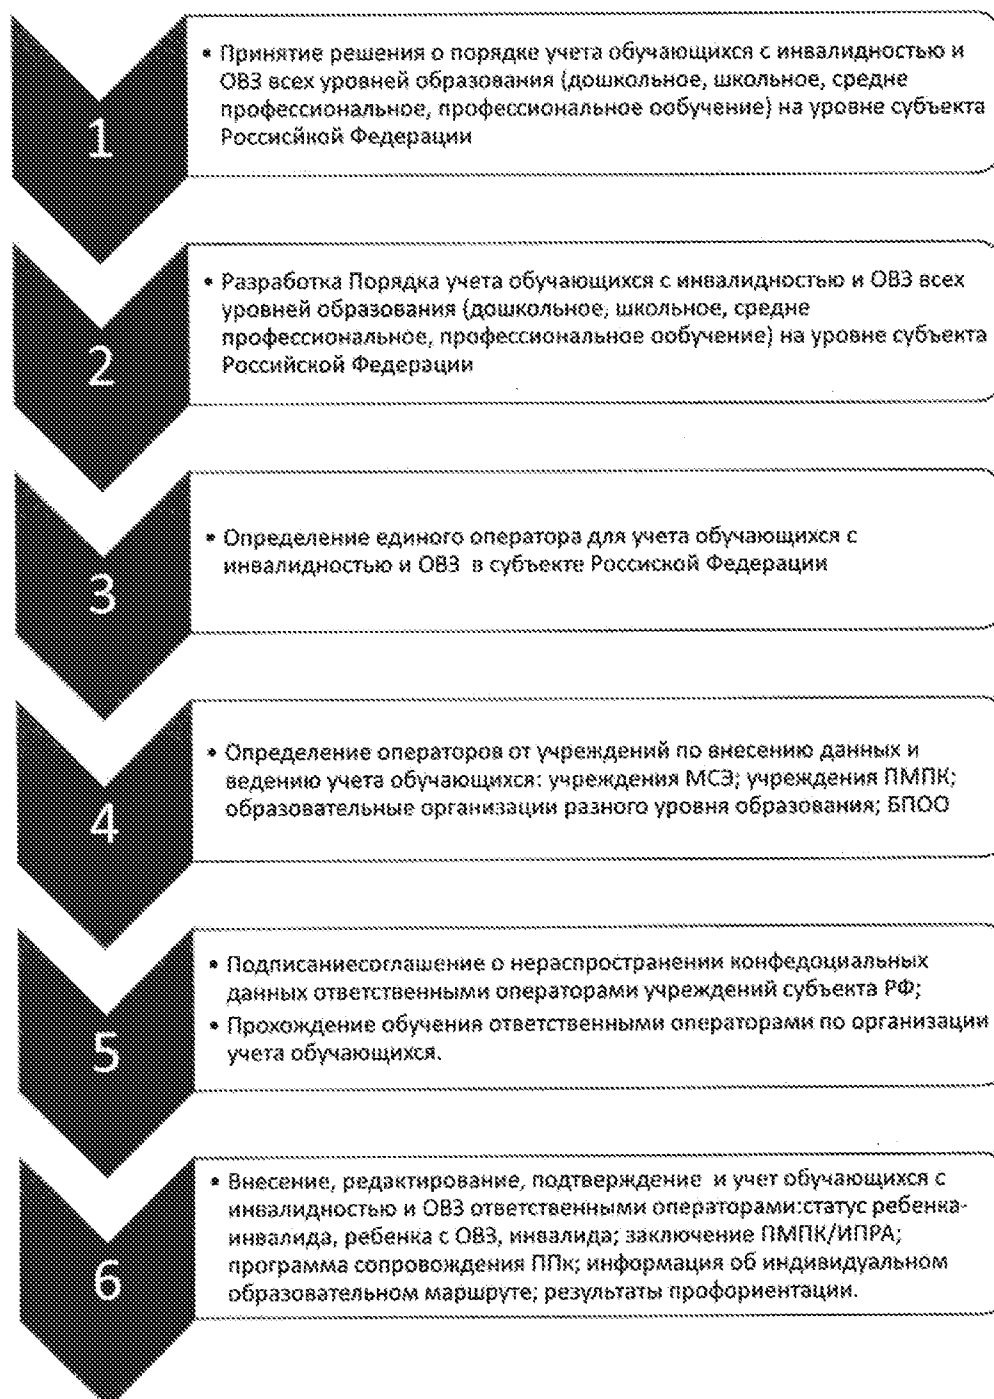 • Принятие решения о порядке учета обучающихся с инвалидностью и
ОВЗ всех уровней образования (дошкольное, школьное, средне
профессиональное, профессиональное ообучение) на уровне субъекта
Россисйкой Федерации
1
• Разработка Порядка учета обучающихся с инвалидностью и ОВЗ всех
уровней образования (дошкольное, школьное, средне
профессиональное, профессиональное ообучение) на уровне субъекта
Российской Федерации
2
• Определение единого оператора для учета обучающихся с
инвалидностью и ОВЗ в субъекте Россиской Федерации
3
• Определение операторов от учреждений по внесению данных и
ведению учета обучающихся: учреждения МСЭ; учреждения ПМПК;
образовательные организации разного уровня образования; БПОО
4
• Подписаниесоглашение о нераспространении конфедоциальных
данных ответственными операторами учреждений субъекта РФ;
• Прохождение обучения ответственными операторами по организации
учета обучающихся.
5
• Внесение, редактирование, подтверждение и учет обучающихся с
инвалидностью и ОВЗ ответственными операторами:статус ребенка-
инвалида, ребенка с ОВЗ, инвалида; заключение ПМПК/ИПРА;
программа сопровождения ППк; информация об индивидуальном
образовательном маршруте; результаты профориентации.
6